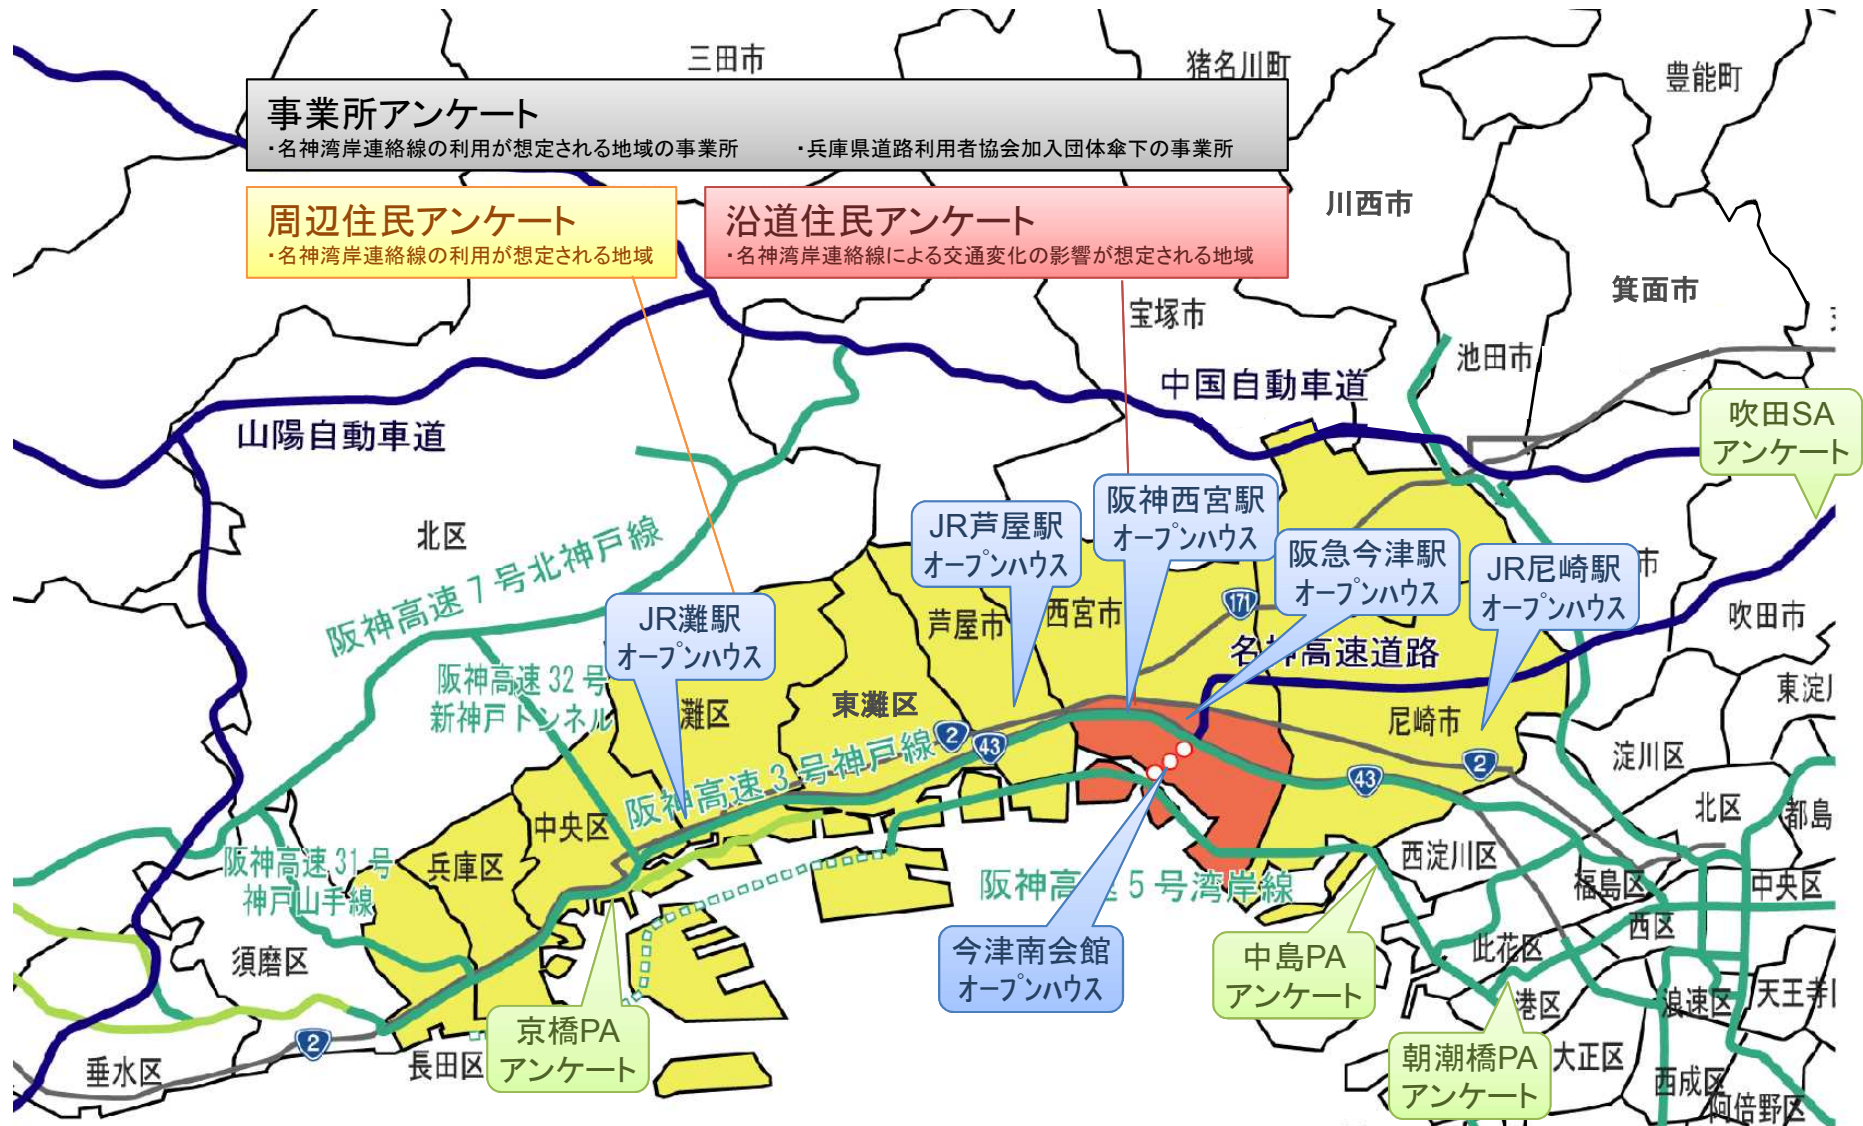 三田市
猪名川町
豊能町
事業所アンケート
・名神湾岸連絡線の利用が想定される地域の事業所
・兵庫県道路利用者協会加入団体傘下の事業所
周辺住民アンケート
・名神湾岸連絡線の利用が想定される地域
沿道住民アンケート
・名神湾岸連絡線による交通変化の影響が想定される地域
川西市
箕面市
宝塚市
池田市
中国自動車道
山陽自動車道
吹田SA
アンケート
北区
阪神高速7号北神戸線
JR芦屋駅
オープンハウス
阪神西宮駅
オープンハウス
阪急今津駅
オープンハウス
JR尼崎駅
オープンハウス
市
171
JR灘駅
オープンハウス
芦屋市
西宮市
吹田市
名神高速道路
阪神高速32号
新神戸トンネル
灘区
東灘区
尼崎市
東淀川
2
43
2
43
淀川区
阪神高速3号神戸線
北区
都島
中央区
兵庫区
阪神高速31号
神戸山手線
西淀川区
阪神高速5号湾岸線
福島区
中央区
西区
須磨区
今津南会館
オープンハウス
中島PA
アンケート
此花区
港区
浪速区
天王寺
京橋PA
アンケート
2
垂水区
長田区
朝潮橋PA
アンケート
大正区
西成区
阿倍野区